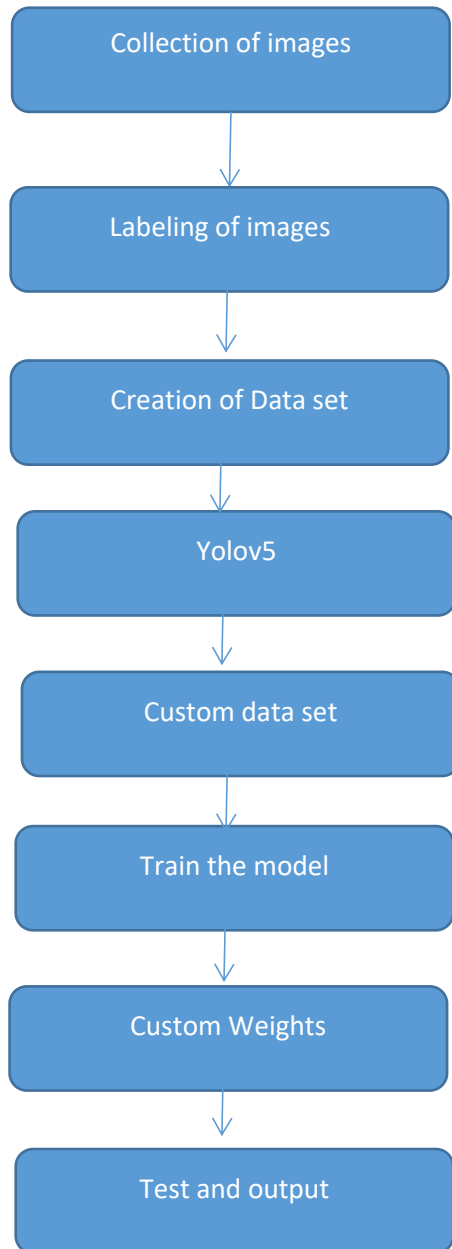 Collection of images
Labeling of images
Creation of Data set
Yolov5
Custom data set
Train the model
Custom Weights
Test and output